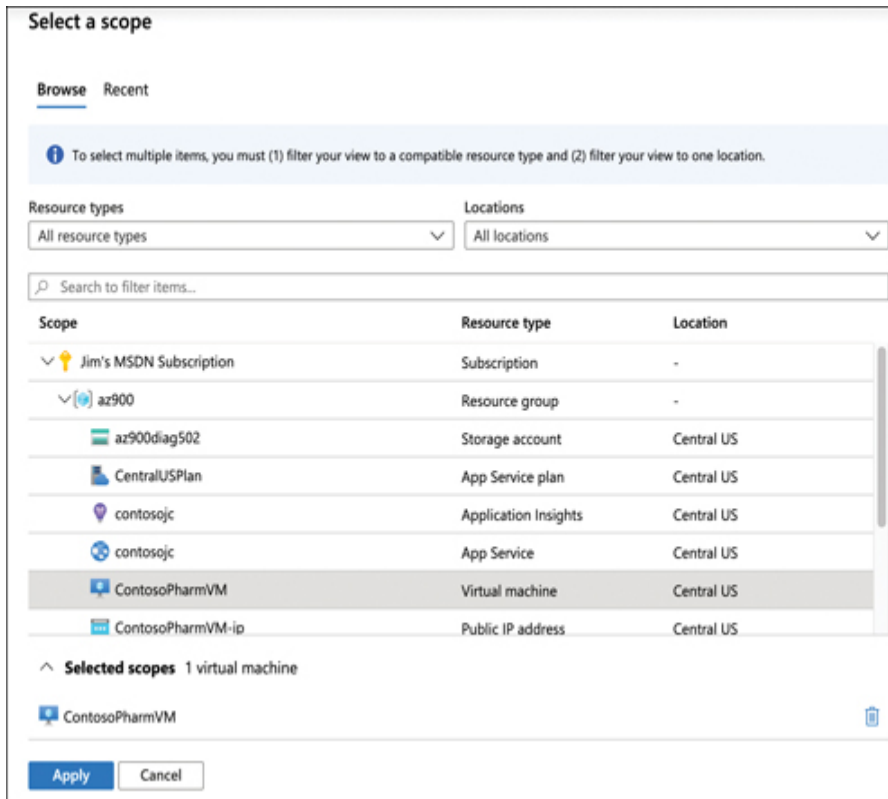 Select a scope
Browse Recent
To select multiple items, you must (1) filter your view to a compatible resource type and (2) filter your view to one location.
Resource types Locations
All resource types All locations
Search to filter items...
Scope Resource type Location
Jim's MSDN Subscription Subscription -
az900 Resource group -
az900diag502 Storage account Central US
CentralUSPlan App Service plan Central US
contosojc Application Insights Central US
contosojc App Service Central US
ContosoPharmVM Virtual machine Central US
ContosoPharmVM-ip Public IP address Central US
Selected scopes 1 virtual machine
ContosoPharmVM
Apply Cancel